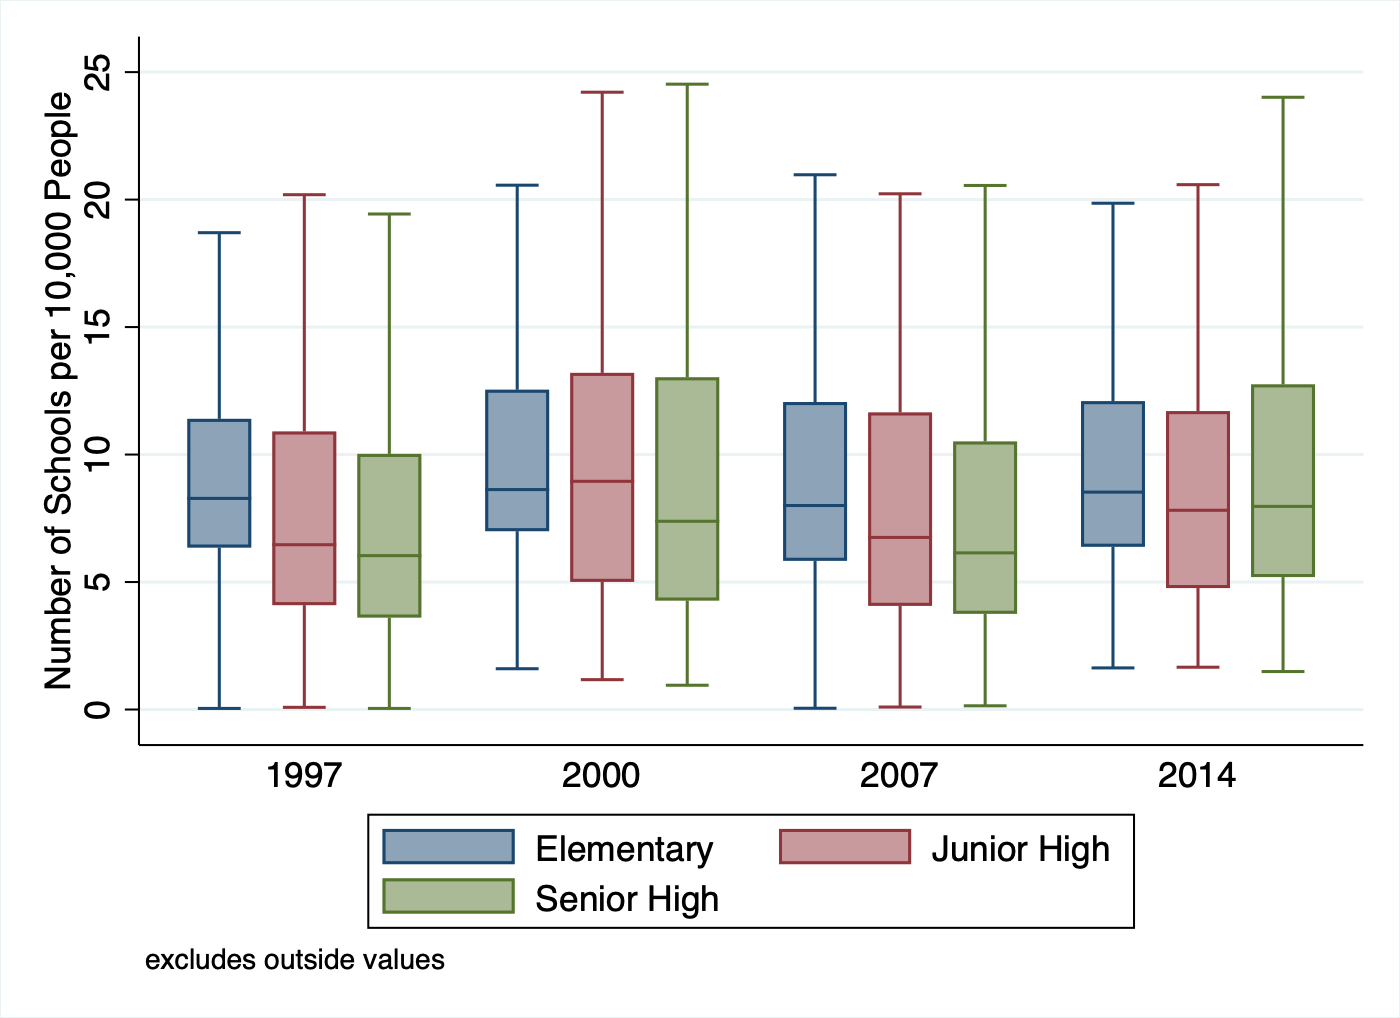 Number of Schools per 10,000 People
25
20
15
10
5
0
1997 2000 2007 2014
Elementary Junior High
Senior High
excludes outside values